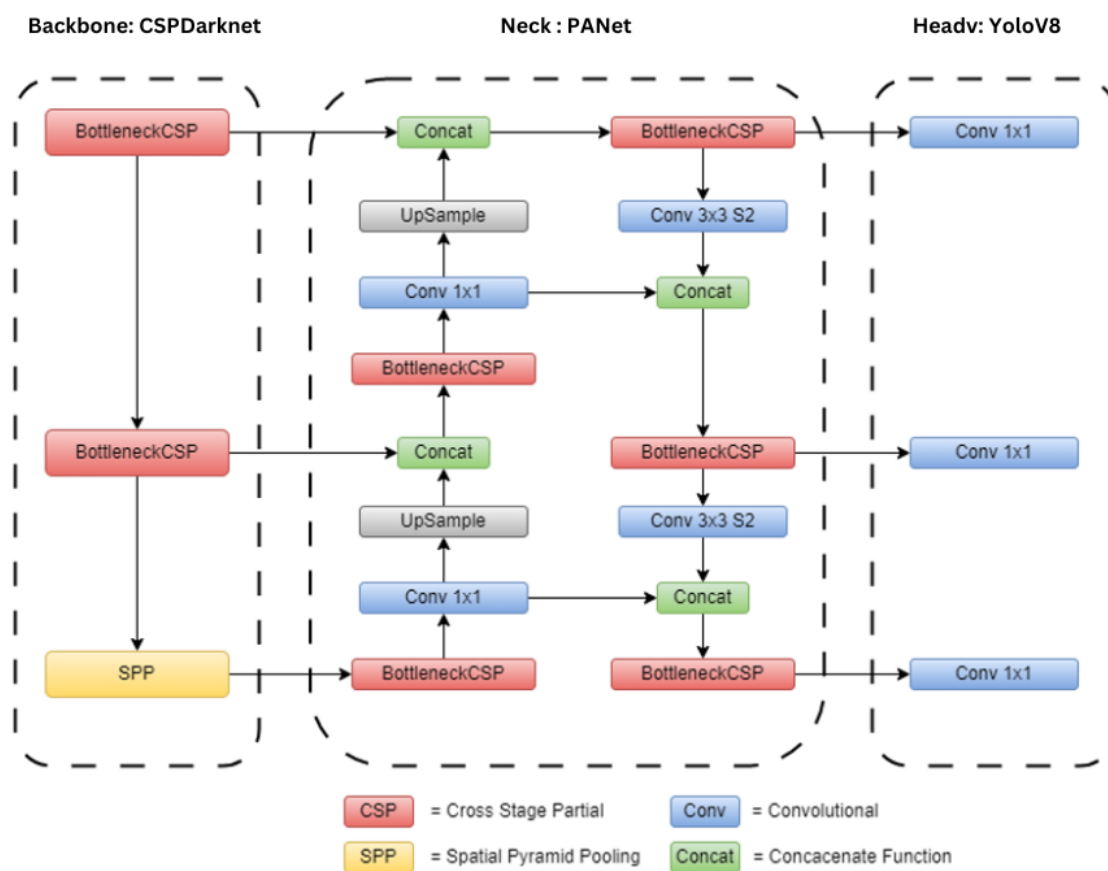 Backbone: CSPDarknet
Neck : PANet
Headv: YoloV8
BottleneckCSP
Concat
BottleneckCSP
Conv 1x1
UpSample
Conv 3x3 S2
Conv 1x1
Concat
BottleneckCSP
BottleneckCSP
Concat
BottleneckCSP
Conv 1x1
UpSample
Conv 3x3 S2
Conv 1x1
Concat
SPP
BottleneckCSP
BottleneckCSP
Conv 1x1
CSP = Cross Stage Partial
Conv = Convolutional
SPP = Spatial Pyramid Pooling
Concat = Concacenate Function